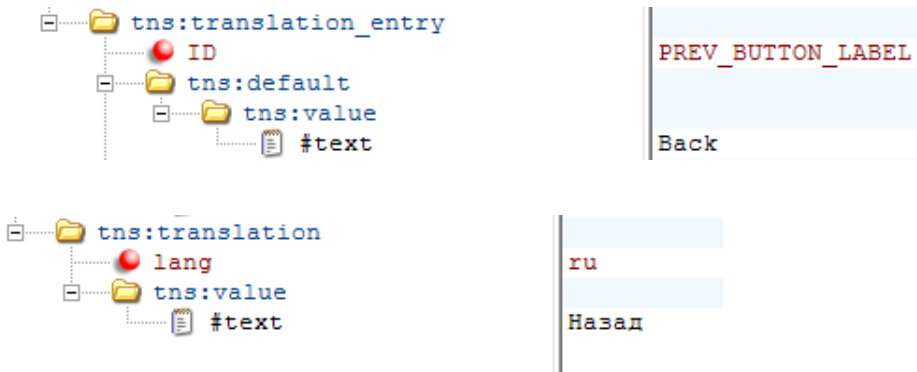 tns:translation_entry
ID PREV_BUTTON_LABEL
tns:default
tns:value
#text Back
tns:translation
lang ru
tns:value
#text Назад